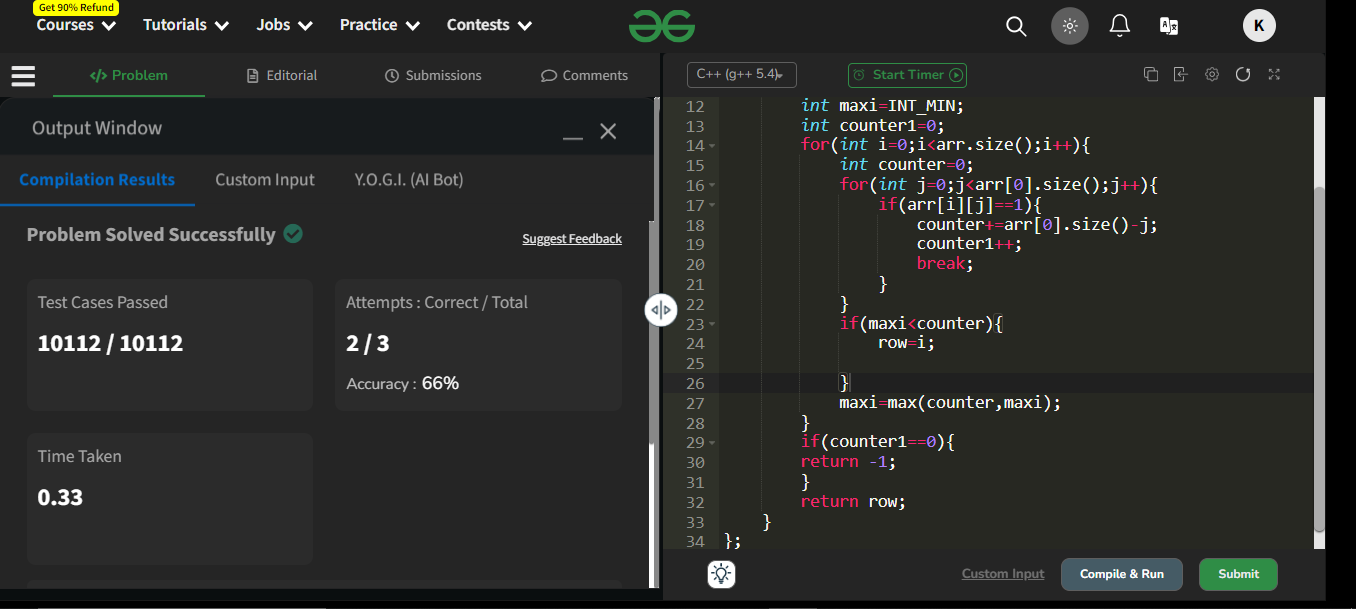 Get 90% Refund
Courses Tutorials Jobs Practice Contests
K
</> Problem Editorial Submissions Comments
Output Window
Compilation Results Custom Input Y.O.G.I. (AI Bot)
Problem Solved Successfully
Suggest Feedback
Test Cases Passed
10112 / 10112
Attempts : Correct / Total
2 / 3
Accuracy : 66%
Time Taken
0.33
C++ (g++ 5.4)
Start Timer
12 int maxi=INT_MIN;
13 int counter1=0;
14 for(int i=0;i<arr.size();i++){
15 int counter=0;
16 for(int j=0;j<arr[0].size();j++){
17 if(arr[i][j]==1){
18 counter+=arr[0].size()-j;
19 counter1++;
20 break;
21 }
22 }
23 if(maxi<counter){
24 row=i;
25
26 }
27 maxi=max(counter,maxi);
28 }
29 if(counter1==0){
30 return -1;
31 }
32 return row;
33 }
34 };
Custom Input Compile & Run Submit